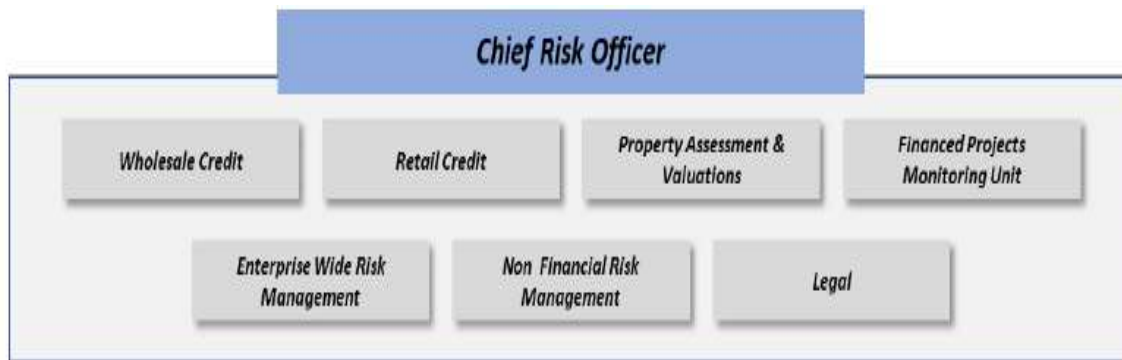 Chief Risk Officer
Wholesale Credit
Retail Credit
Property Assessment &
Valuations
Financed Projects
Monitoring Unit
Enterprise Wide Risk
Management
Non Financial Risk
Management
Legal